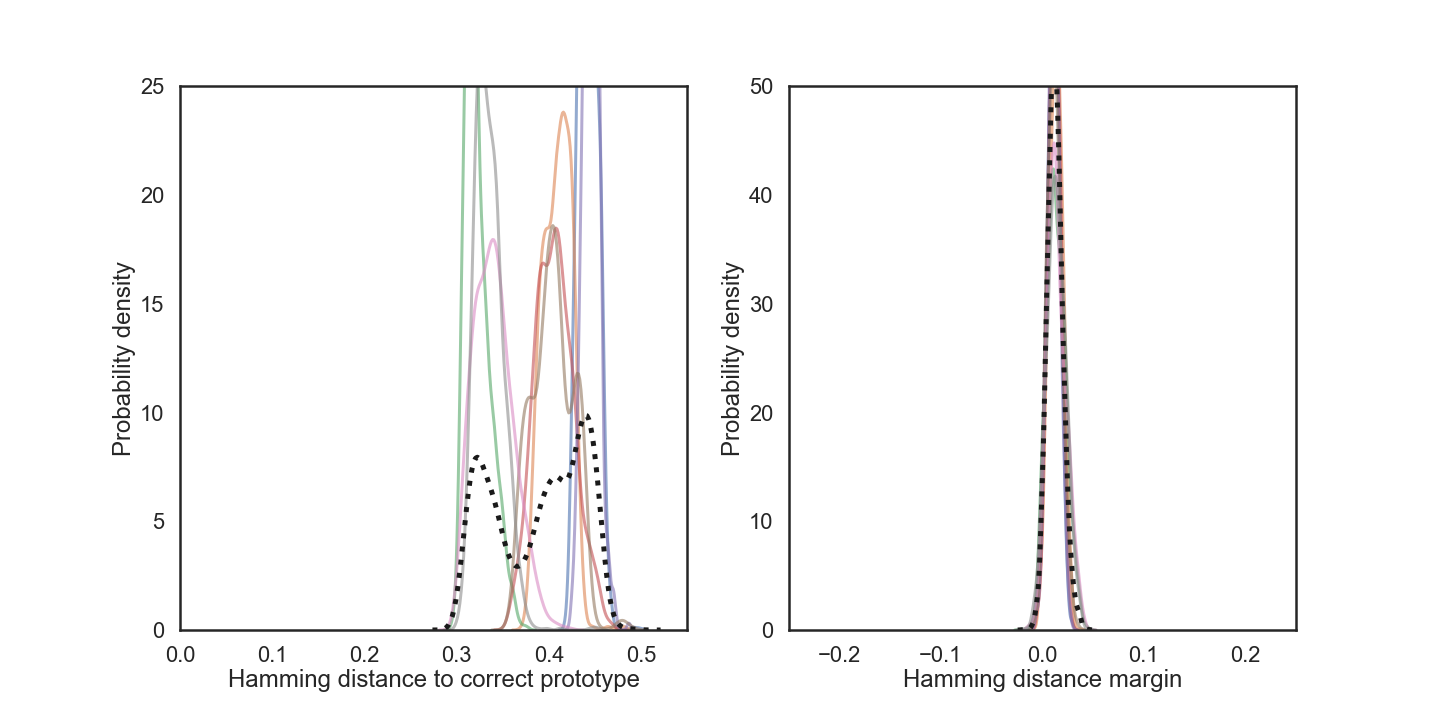 25
20
15
10
5
0
0.0 0.1 0.2 0.3 0.4 0.5
Probability density
Hamming distance to correct prototype
50
40
30
20
10
0
−0.2 −0.1 0.0 0.1 0.2
Probability density
Hamming distance margin